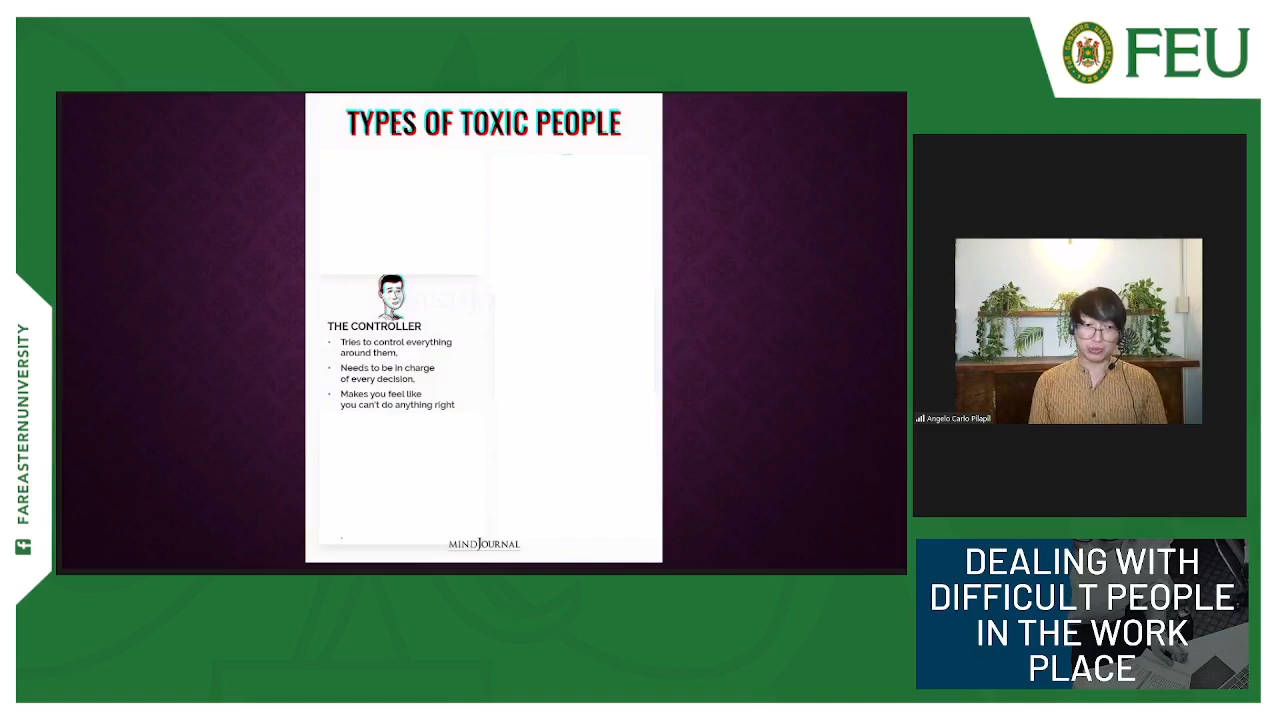 FEU
TYPES OF TOXIC PEOPLE
THE CONTROLLER
• Tries to control everything
around them,
• Needs to be in charge
of every decision,
• Makes you feel like
you can't do anything right
MINDJOURNAL
Angelo Carlo Pilapil
FAREASTERNUNIVERSITY
DEALING WITH
DIFFICULT PEOPLE
IN THE WORK
PLACE